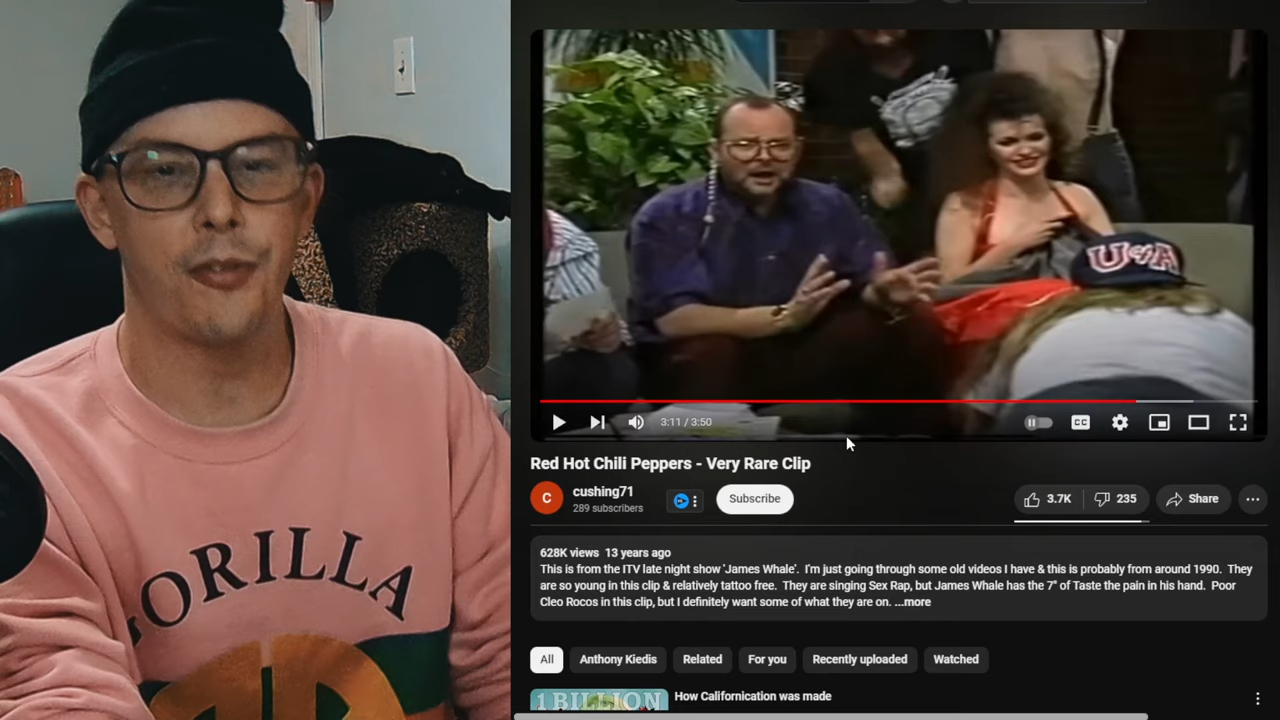 GORILLA
USA
3:11 / 3:50
CC
Red Hot Chili Peppers - Very Rare Clip
C
cushing71
289 subscribers
Subscribe
3.7K
235
Share
628K views 13 years ago
This is from the ITV late night show 'James Whale'. I'm just going through some old videos I have & this is probably from around 1990. They
are so young in this clip & relatively tattoo free. They are singing Sex Rap, but James Whale has the 7" of Taste the pain in his hand. Poor
Cleo Rocos in this clip, but I definitely want some of what they are on. ...more
All
Anthony Kiedis
Related
For you
Recently uploaded
Watched
1 BILLION
How Californication was made